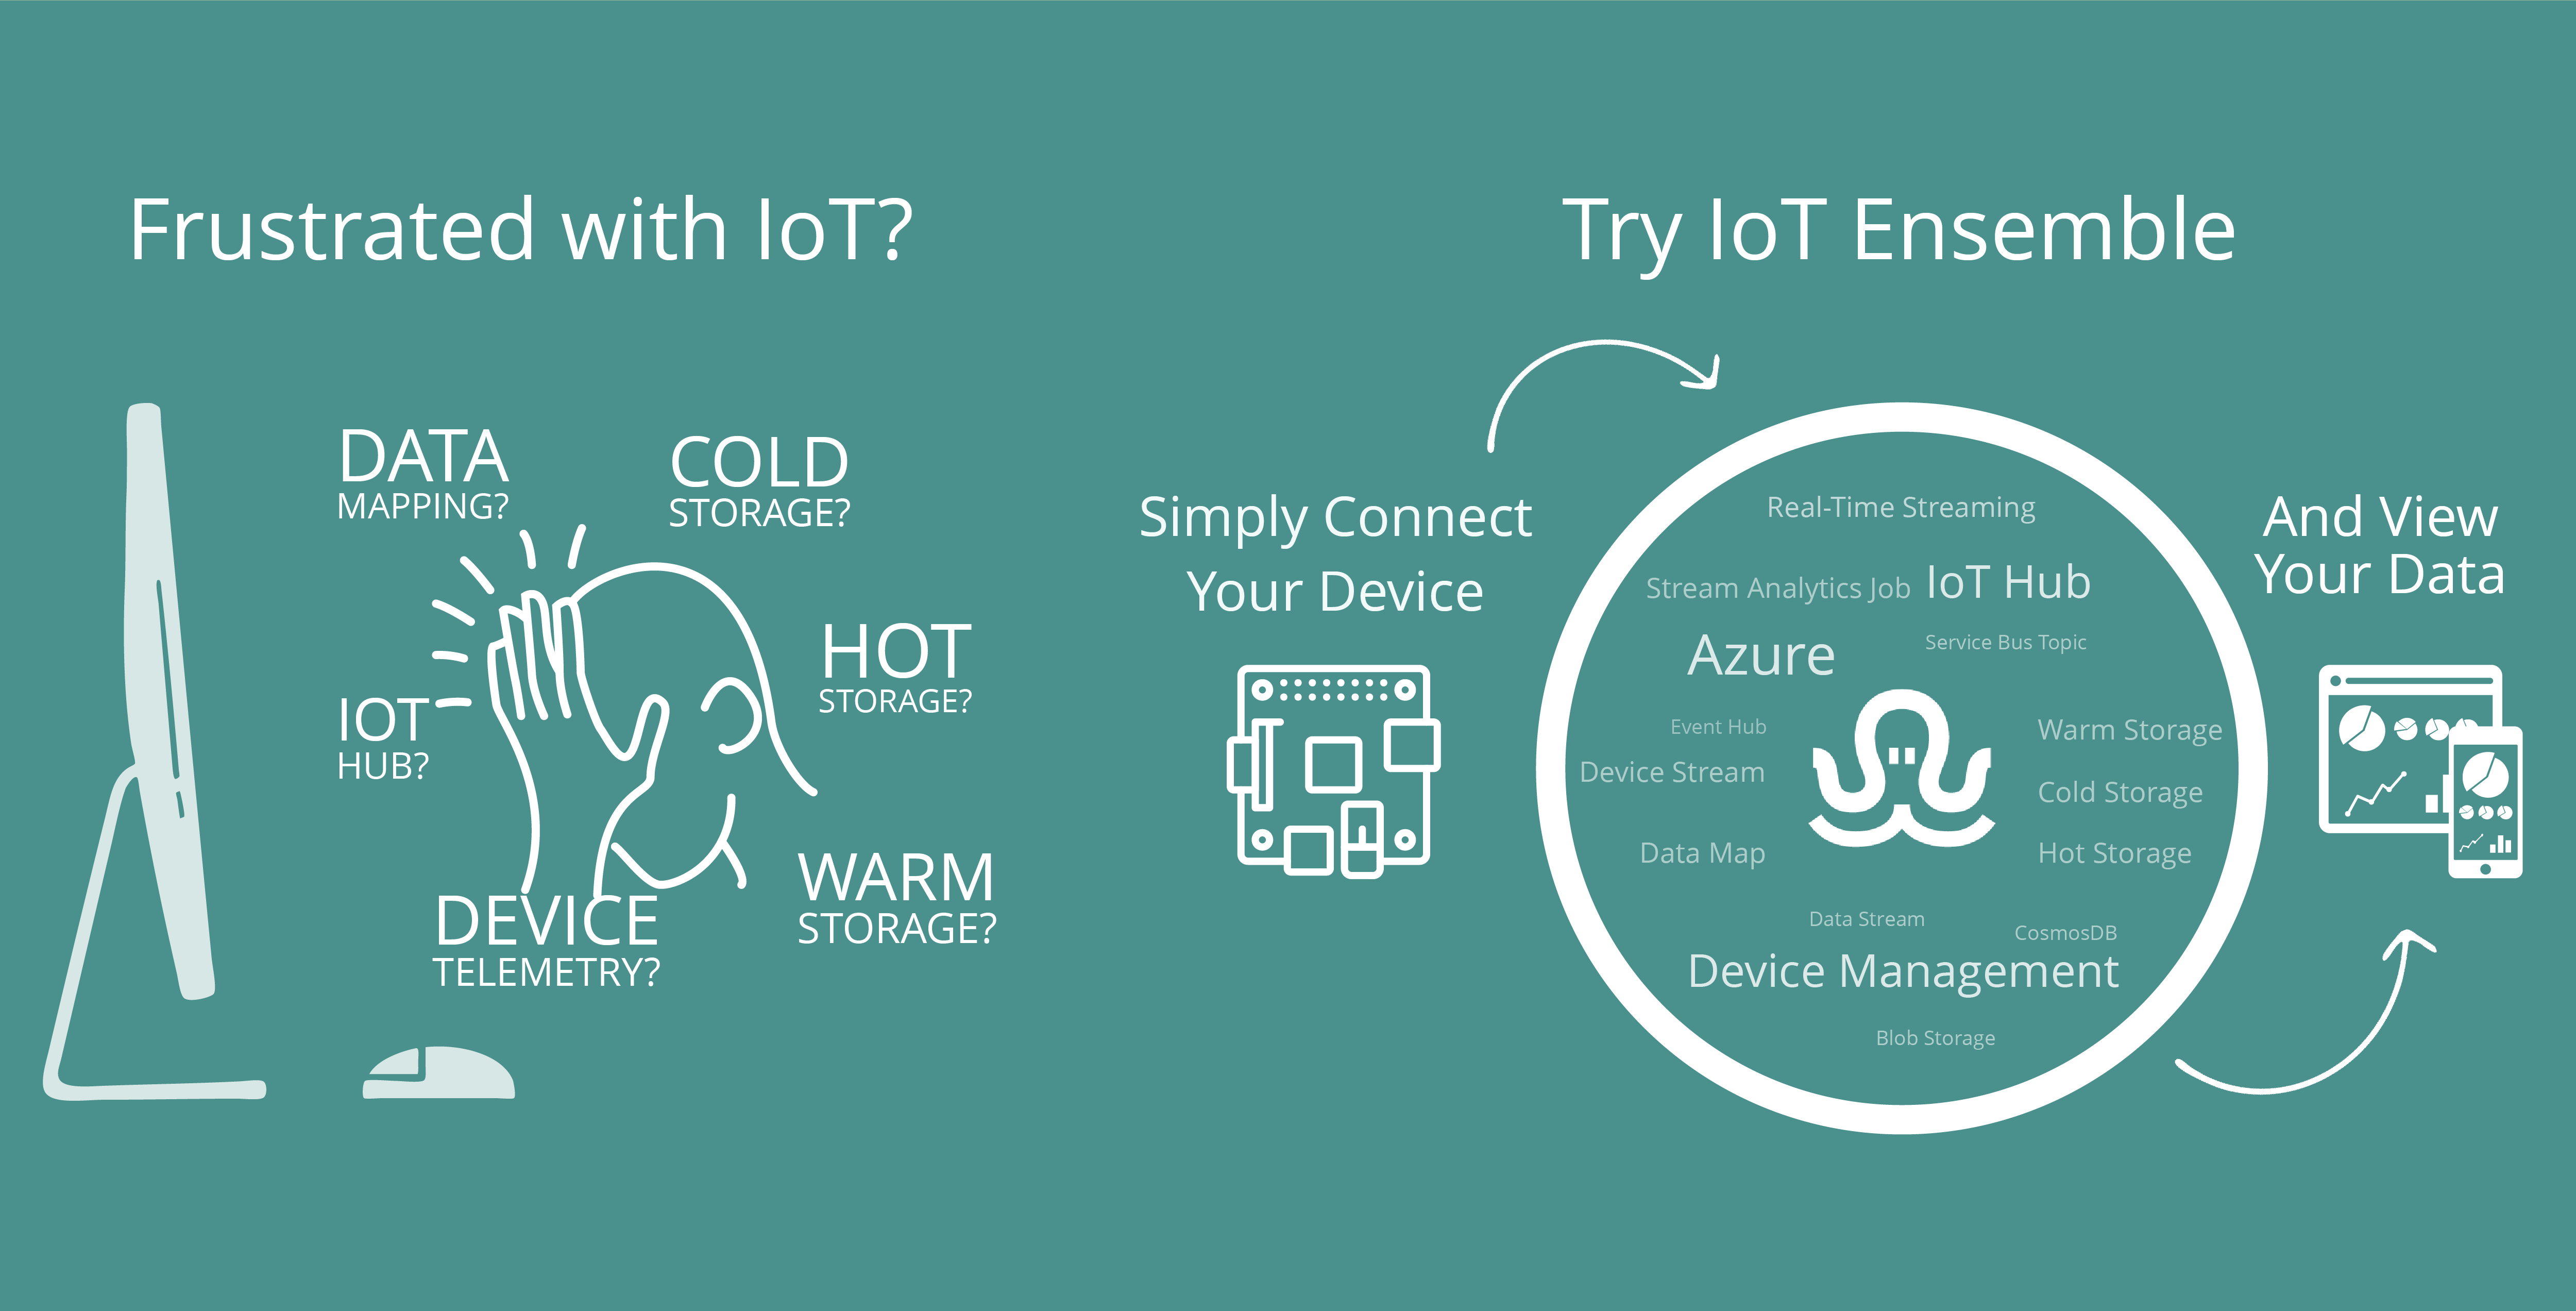 Frustrated with IoT?
DATA
MAPPING?
COLD
STORAGE?
HOT
STORAGE?
IOT
HUB?
WARM
STORAGE?
DEVICE
TELEMETRY?
Try IoT Ensemble
Simply Connect
Your Device
Real-Time Streaming
Stream Analytics Job
IoT Hub
Azure
Service Bus Topic
Event Hub
Warm Storage
Device Stream
Cold Storage
Data Map
Hot Storage
Data Stream
CosmosDB
Device Management
Blob Storage
And View
Your Data